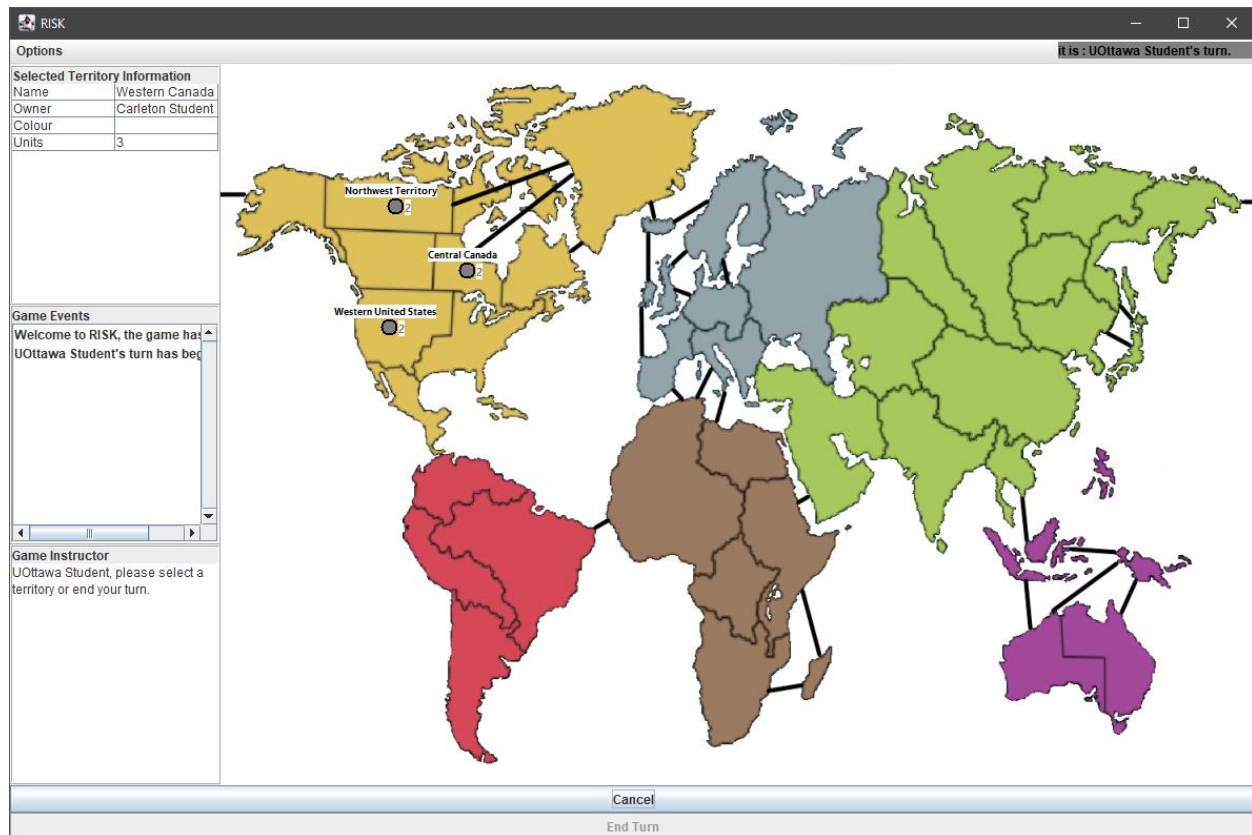 RISK
Options
it is : UOttawa Student's turn.
Selected Territory Information
Name Western Canada
Owner Carleton Student
Colour
Units 3
Northwest Territory
2
Central Canada
2
Western United States
2
Game Events
Welcome to RISK, the game has
UOttawa Student's turn has beg
Game Instructor
UOttawa Student, please select a
territory or end your turn.
Cancel
End Turn